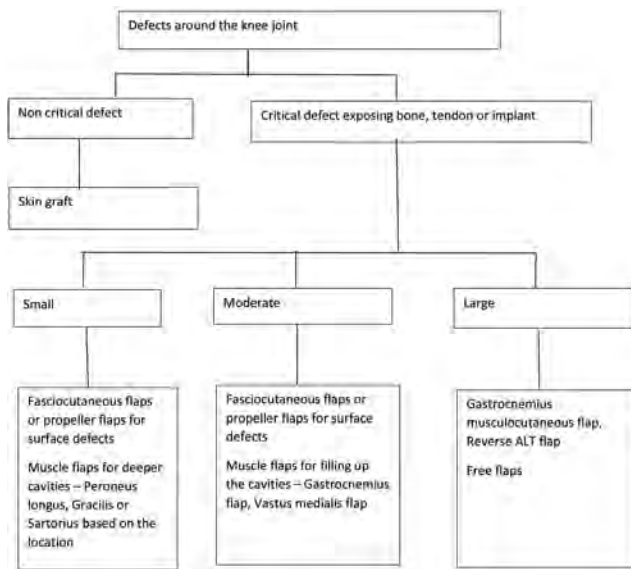 Defects around the knee joint
Non critical defect
Critical defect exposing bone, tendon or implant
Skin graft
Small
Moderate
Large
Fasciocutaneous flaps
or propeller flaps for
surface defects
Muscle flaps for deeper
cavities – Peroneus
longus, Gracilis or
Sartorius based on the
location
Fasciocutaneous flaps or
propeller flaps for surface
defects
Muscle flaps for filling up
the cavities – Gastrocnemius
flap, Vastus medialis flap
Gastrocnemius
musculocutaneous flap,
Reverse ALT flap
Free flaps